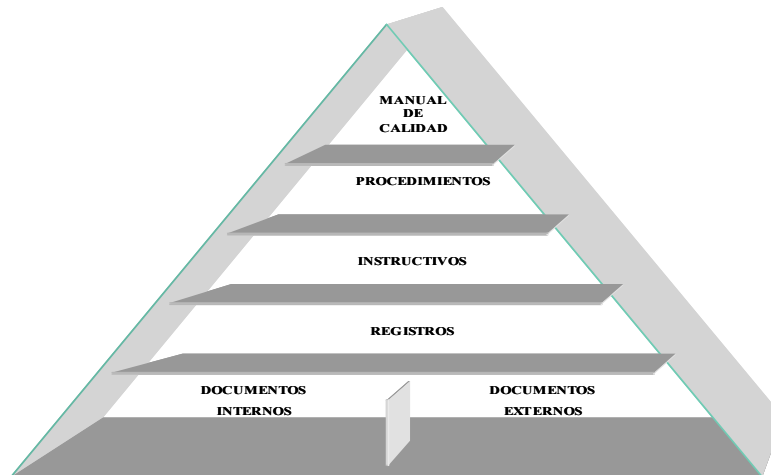 MANUAL
DE
CALIDAD
PROCEDIMIENTOS
INSTRUCTIVOS
REGISTROS
DOCUMENTOS
INTERNOS
DOCUMENTOS
EXTERNOS